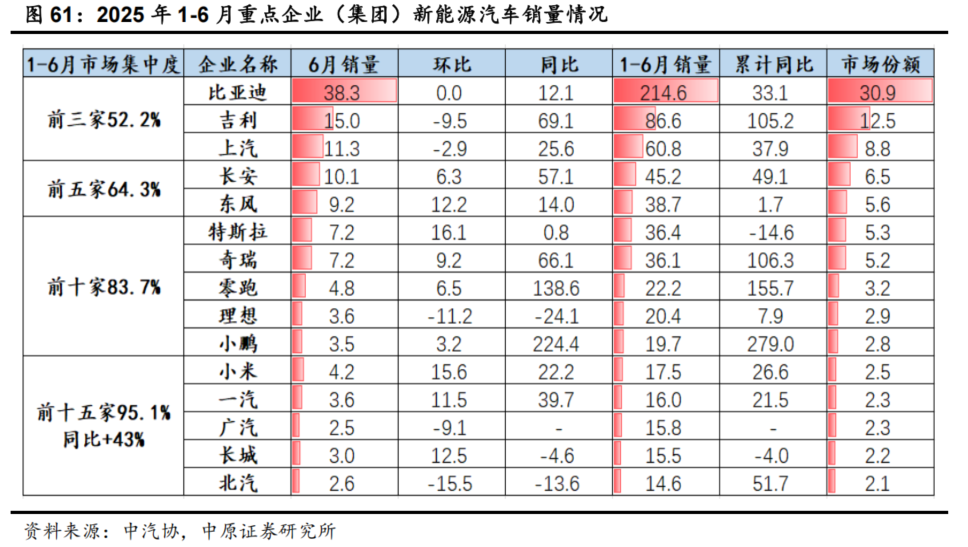 图 61：2025 年 1-6 月重点企业（集团）新能源汽车销量情况
1-6月市场集中度 企业名称 6月销量 环比 同比 1-6月销量 累计同比 市场份额
前三家52.2%
比亚迪 38.3 0.0 12.1 214.6 33.1 30.9
吉利 15.0 -9.5 69.1 86.6 105.2 12.5
上汽 11.3 -2.9 25.6 60.8 37.9 8.8
前五家64.3%
长安 10.1 6.3 57.1 45.2 49.1 6.5
东风 9.2 12.2 14.0 38.7 1.7 5.6
前十家83.7%
特斯拉 7.2 16.1 0.8 36.4 -14.6 5.3
奇瑞 7.2 9.2 66.1 36.1 106.3 5.2
零跑 4.8 6.5 138.6 22.2 155.7 3.2
理想 3.6 -11.2 -24.1 20.4 7.9 2.9
小鹏 3.5 3.2 224.4 19.7 279.0 2.8
前十五家95.1%
同比+43%
小米 4.2 15.6 22.2 17.5 26.6 2.5
一汽 3.6 11.5 39.7 16.0 21.5 2.3
广汽 2.5 -9.1 - 15.8 - 2.3
长城 3.0 12.5 -4.6 15.5 -4.0 2.2
北汽 2.6 -15.5 -13.6 14.6 51.7 2.1
资料来源：中汽协，中原证券研究所